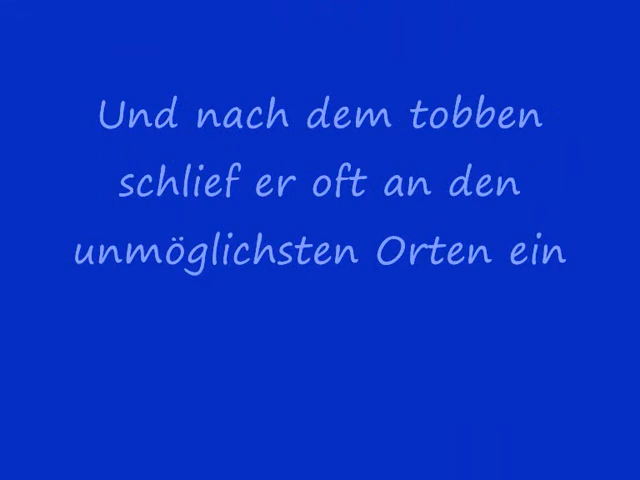 Und nach dem tobben
schlief er oft an den
unmöglichsten Orten ein